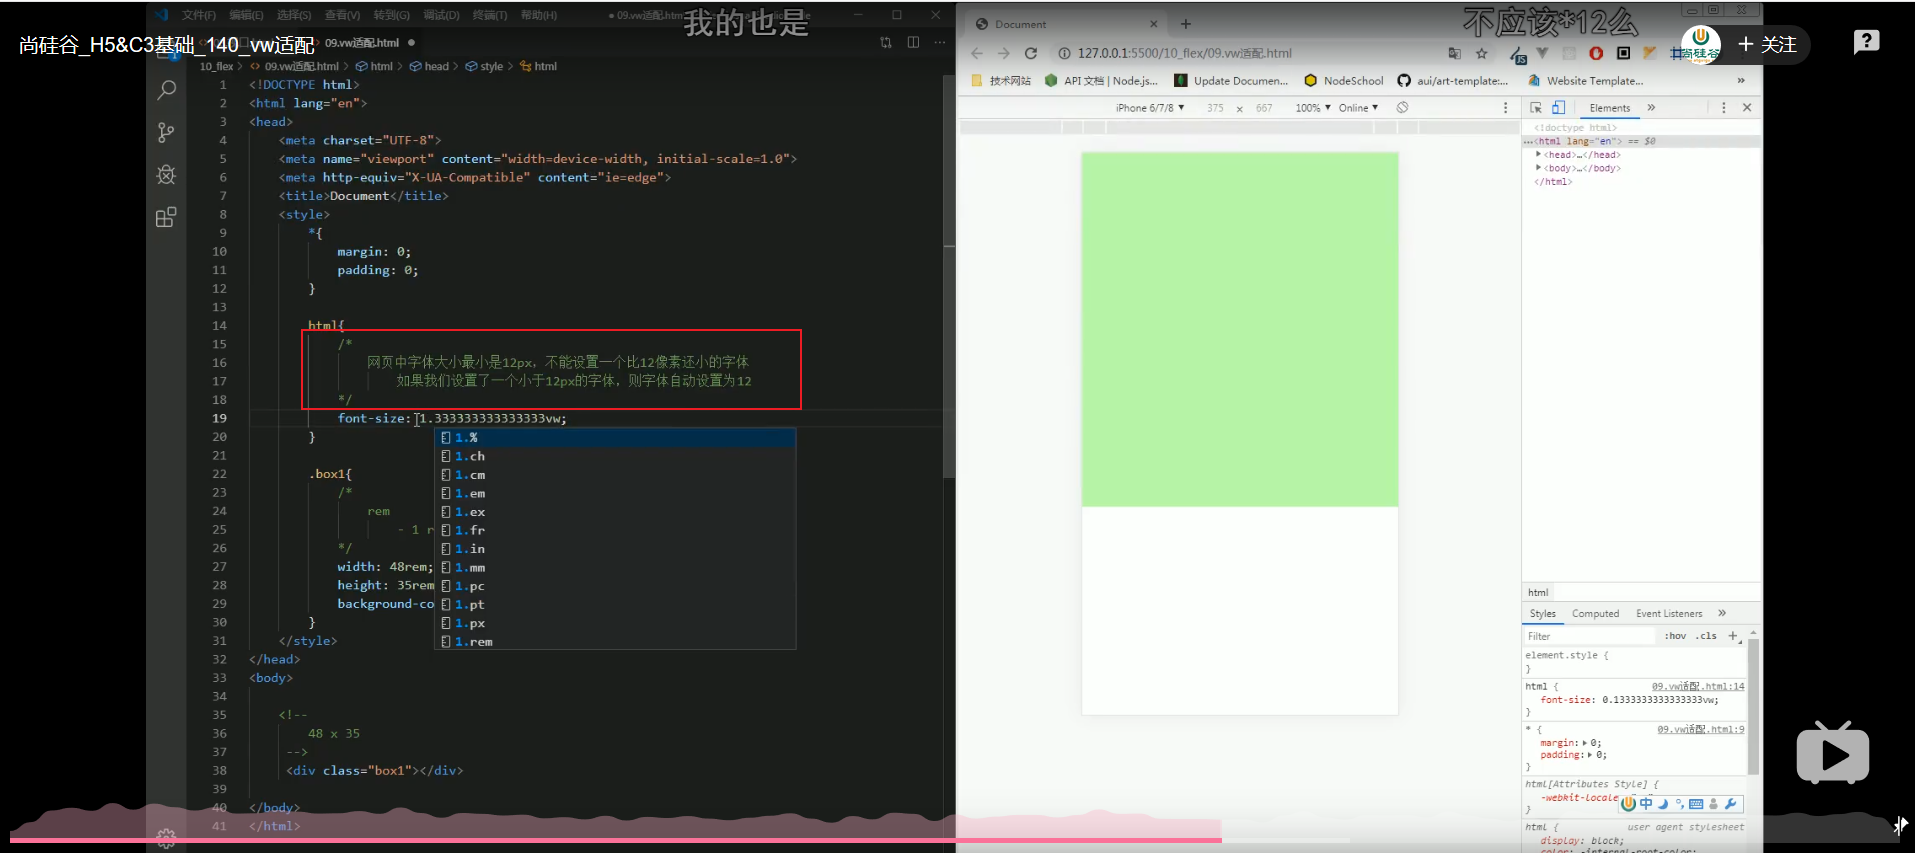 尚硅谷_H5&C3基础_140_vw适配
我的也是
不应该*12么
关注
文件(F) 编辑(E) 选择(S) 查看(V) 转到(G) 调试(D) 终端(T) 帮助(H)
09.vw适配.html
10_flex > 09.vw适配.html > html > head > style > html
1 <!DOCTYPE html>
2 <html lang="en">
3 <head>
4 <meta charset="UTF-8">
5 <meta name="viewport" content="width=device-width, initial-scale=1.0">
6 <meta http-equiv="X-UA-Compatible" content="ie=edge">
7 <title>Document</title>
8 <style>
9 *{
10 margin: 0;
11 padding: 0;
12 }
13
14 html{
15 /*
16 网页中字体大小最小是12px，不能设置一个比12像素还小的字体
17 如果我们设置了一个小于12px的字体，则字体自动设置为12
18 */
19 font-size: 1.333333333333333vw;
20 }
21
22 .box1{
23 /*
24 rem
25 - 1 r
26 */
27 width: 48rem;
28 height: 35rem
29 background-co
30 }
31 </style>
32 </head>
33 <body>
34
35 <!--
36 48 x 35
37 -->
38 <div class="box1"></div>
39
40 </body>
41 </html>
1.%
1.ch
1.cm
1.em
1.ex
1.fr
1.in
1.mm
1.pc
1.pt
1.px
1.rem
Document
127.0.0.1:5500/10_flex/09.vw适配.html
技术网站 API 文档 | Node.js... Update Documen... NodeSchool aui/art-template:... Website Template... »
iPhone 6/7/8 375 × 667 100% Online
Elements »
<!doctype html>
<html lang="en"> == $0
<head>…</head>
<body>…</body>
</html>
html
Styles Computed Event Listeners »
Filter :hov .cls +
element.style {
}
html { 09.vw适配.html:14
font-size: 0.1333333333333333vw;
}
* { 09.vw适配.html:9
margin: 0;
padding: 0;
}
html[Attributes Style] {
-webkit-locale
中
}
html { user agent stylesheet
display: block;